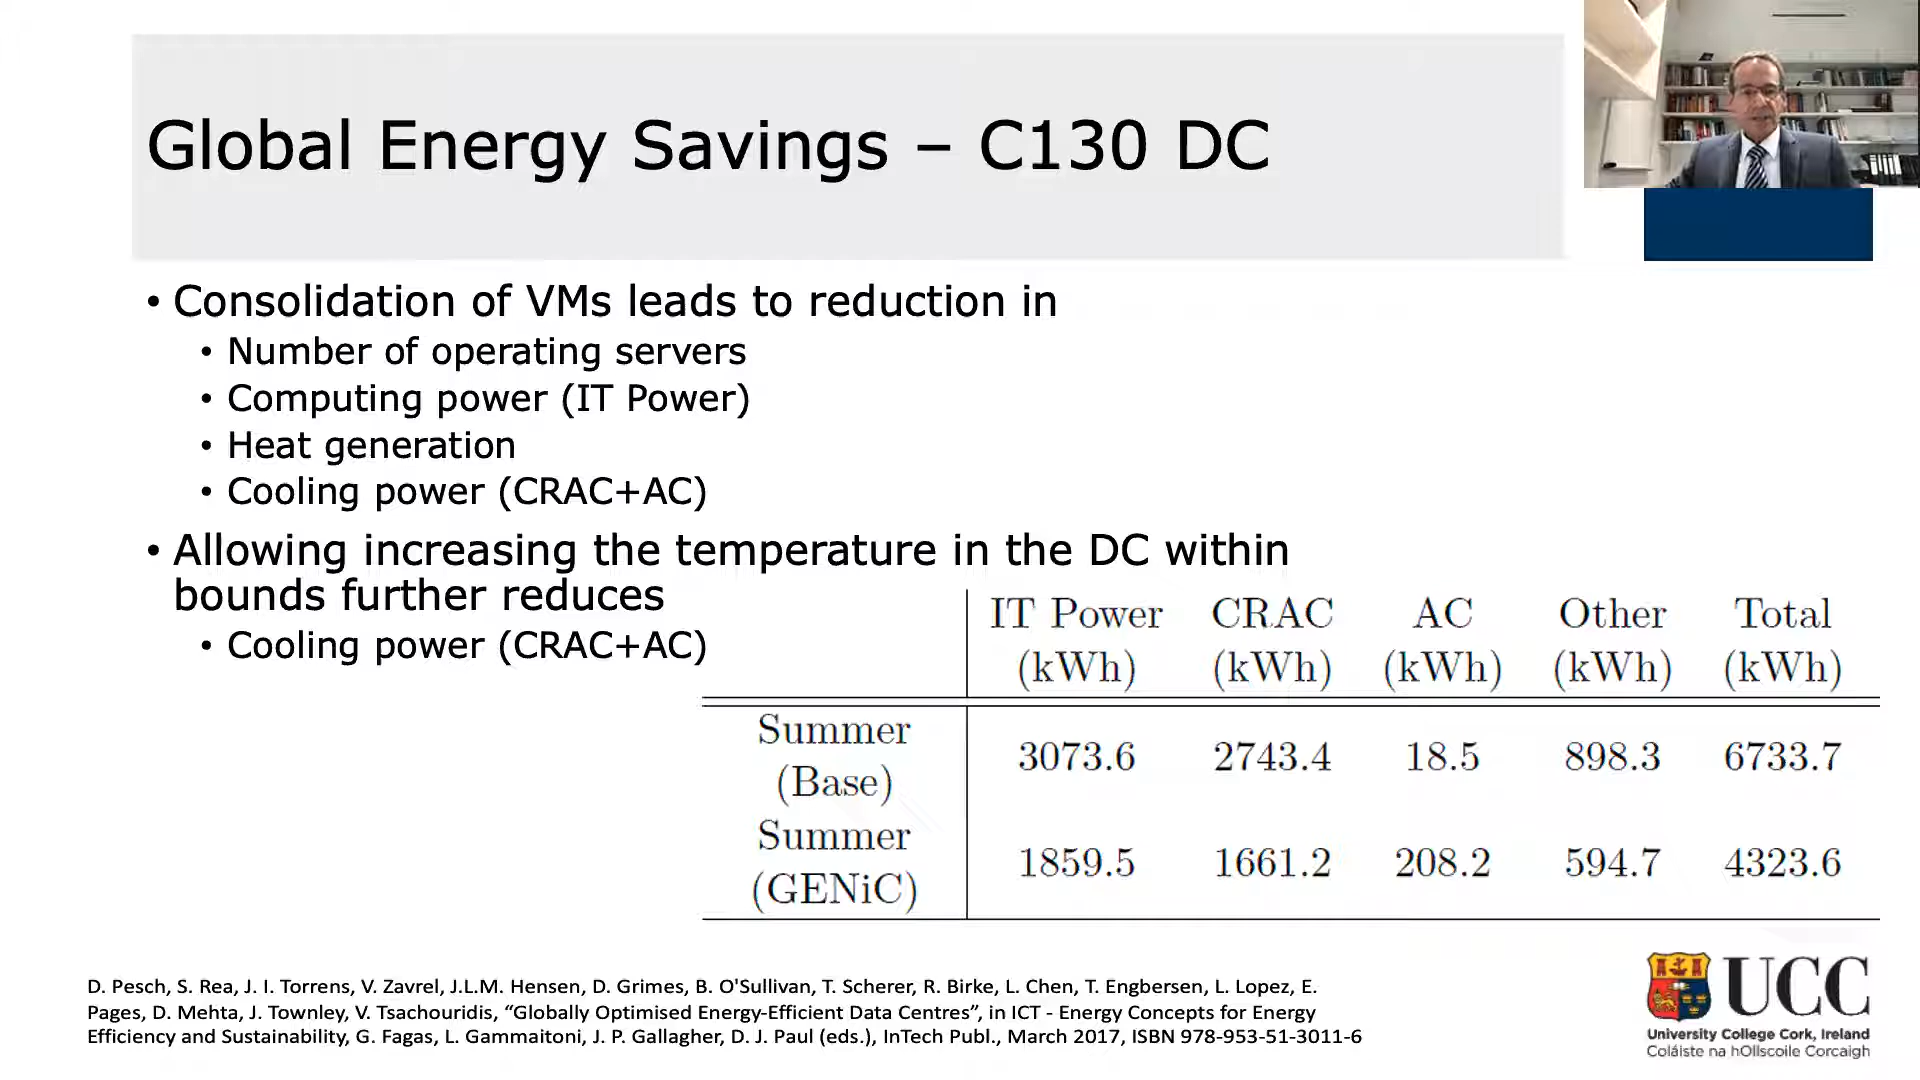 Global Energy Savings – C130 DC
• Consolidation of VMs leads to reduction in
• Number of operating servers
• Computing power (IT Power)
• Heat generation
• Cooling power (CRAC+AC)
• Allowing increasing the temperature in the DC within
bounds further reduces
• Cooling power (CRAC+AC)
IT Power CRAC AC Other Total
(kWh) (kWh) (kWh) (kWh) (kWh)
Summer
(Base)
3073.6 2743.4 18.5 898.3 6733.7
Summer
(GENiC)
1859.5 1661.2 208.2 594.7 4323.6
D. Pesch, S. Rea, J. I. Torrens, V. Zavrel, J.L.M. Hensen, D. Grimes, B. O'Sullivan, T. Scherer, R. Birke, L. Chen, T. Engbersen, L. Lopez, E.
Pages, D. Mehta, J. Townley, V. Tsachouridis, “Globally Optimised Energy-Efficient Data Centres”, in ICT - Energy Concepts for Energy
Efficiency and Sustainability, G. Fagas, L. Gammaitoni, J. P. Gallagher, D. J. Paul (eds.), InTech Publ., March 2017, ISBN 978-953-51-3011-6
UCC
University College Cork, Ireland
Coláiste na hOllscoile Corcaigh